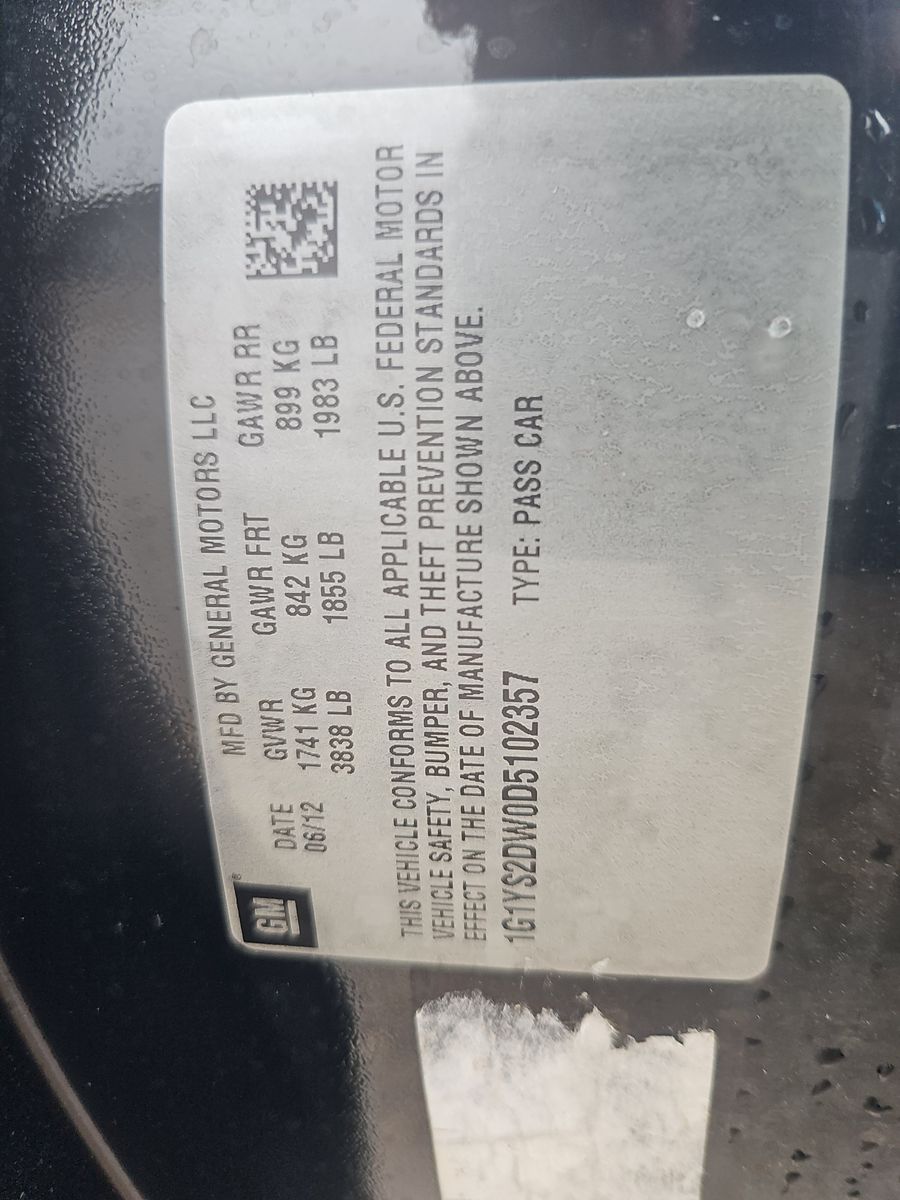 GM®
MFD BY GENERAL MOTORS LLC
DATE GVWR GAWR FRT GAWR RR
06/12 1741 KG 842 KG 899 KG
3838 LB 1855 LB 1983 LB
THIS VEHICLE CONFORMS TO ALL APPLICABLE U.S. FEDERAL MOTOR
VEHICLE SAFETY, BUMPER, AND THEFT PREVENTION STANDARDS IN
EFFECT ON THE DATE OF MANUFACTURE SHOWN ABOVE.
1G1YS2DW0D5102357 TYPE: PASS CAR